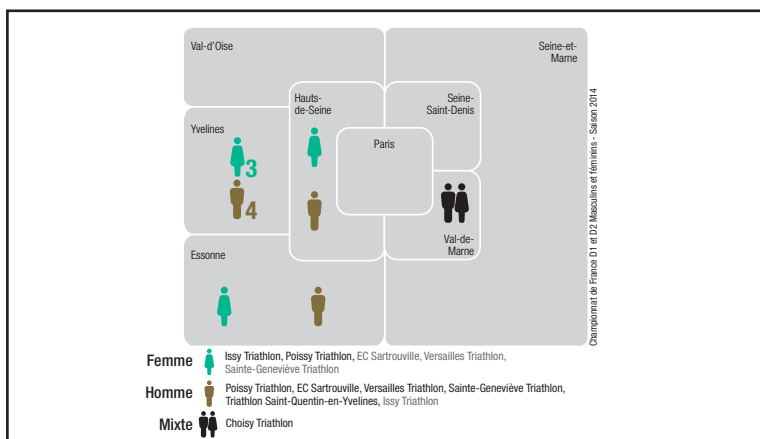 Val-d'Oise
Seine-et-
Marne
Hauts-
de-Seine
Seine-
Saint-Denis
Yvelines
Paris
3
4
Val-de-
Marne
Essonne
Championnat de France D1 et D2 Masculins et féminins - Saison 2014
Femme Issy Triathlon, Poissy Triathlon, EC Sartrouville, Versailles Triathlon,
Sainte-Geneviève Triathlon
Homme Poissy Triathlon, EC Sartrouville, Versailles Triathlon, Sainte-Geneviève Triathlon,
Triathlon Saint-Quentin-en-Yvelines, Issy Triathlon
Mixte Choisy Triathlon